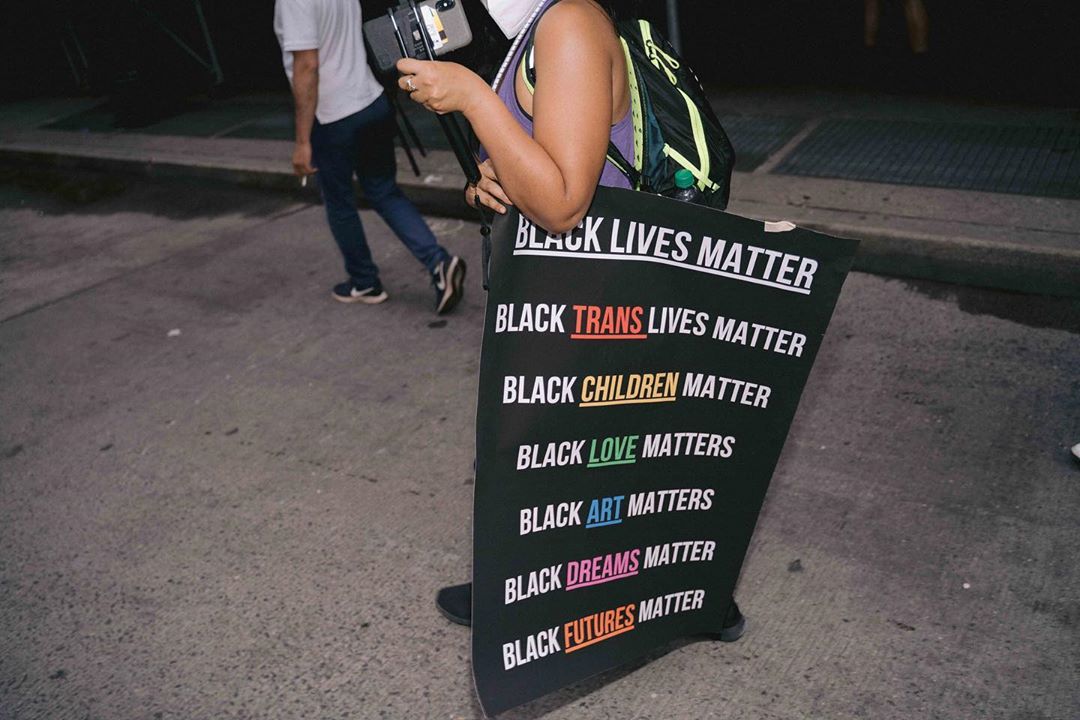 BLACK LIVES MATTER
BLACK TRANS LIVES MATTER
BLACK CHILDREN MATTER
BLACK LOVE MATTERS
BLACK ART MATTERS
BLACK DREAMS MATTER
BLACK FUTURES MATTER